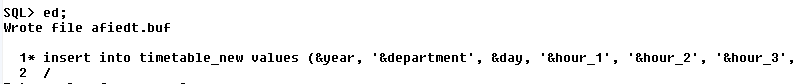 SQL> ed;
Wrote file afiedt.buf
1* insert into timetable_new values (&year, '&department', &day, '&hour_1', '&hour_2', '&hour_3',
2 /